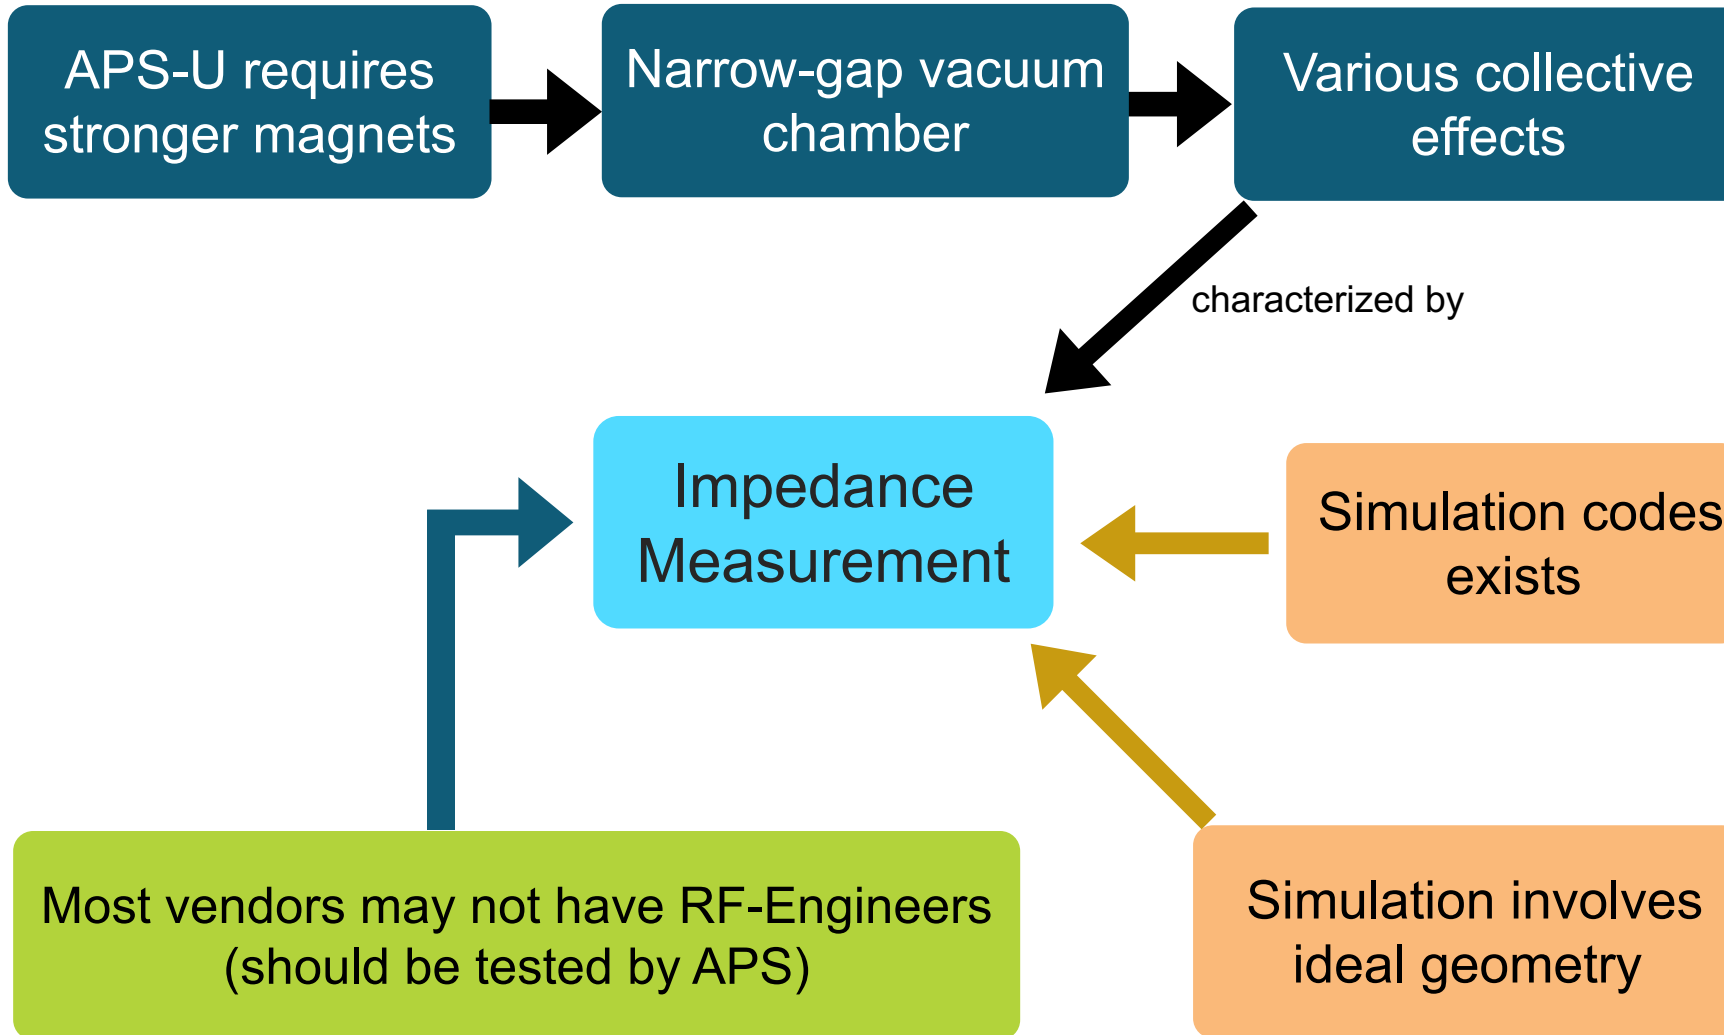 APS-U requires
stronger magnets
Narrow-gap vacuum
chamber
Various collective
effects
characterized by
Impedance
Measurement
Simulation codes
exists
Most vendors may not have RF-Engineers
(should be tested by APS)
Simulation involves
ideal geometry